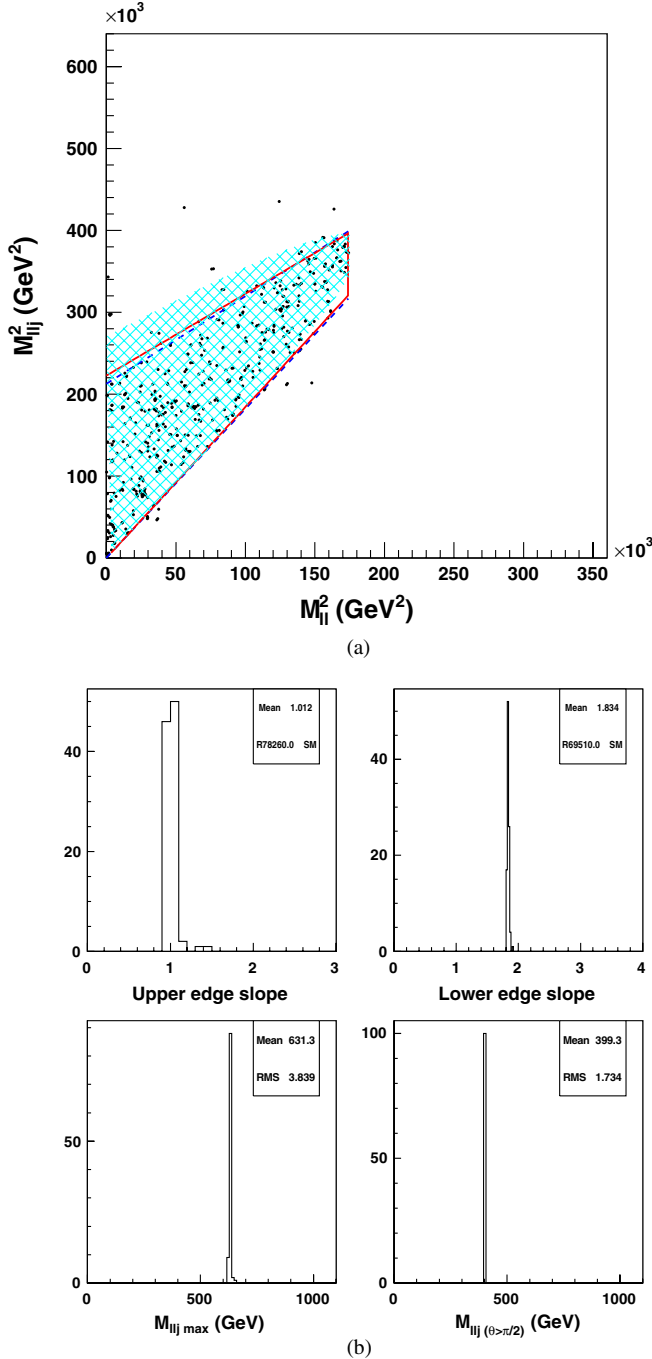 ×10³
600
500
400
300
200
100
0
M²llj (GeV²)
0 50 100 150 200 250 300 350
×10³
M²ll (GeV²)
(a)
Mean 1.012
R78260.0 SM
40
20
0
0 1 2 3
Upper edge slope
Mean 1.834
R69510.0 SM
40
20
0
0 1 2 3 4
Lower edge slope
Mean 631.3
RMS 3.839
50
0
0 500 1000
Mllj max (GeV)
Mean 399.3
RMS 1.734
100
50
0
0 500 1000
Mllj (θ>π/2) (GeV)
(b)